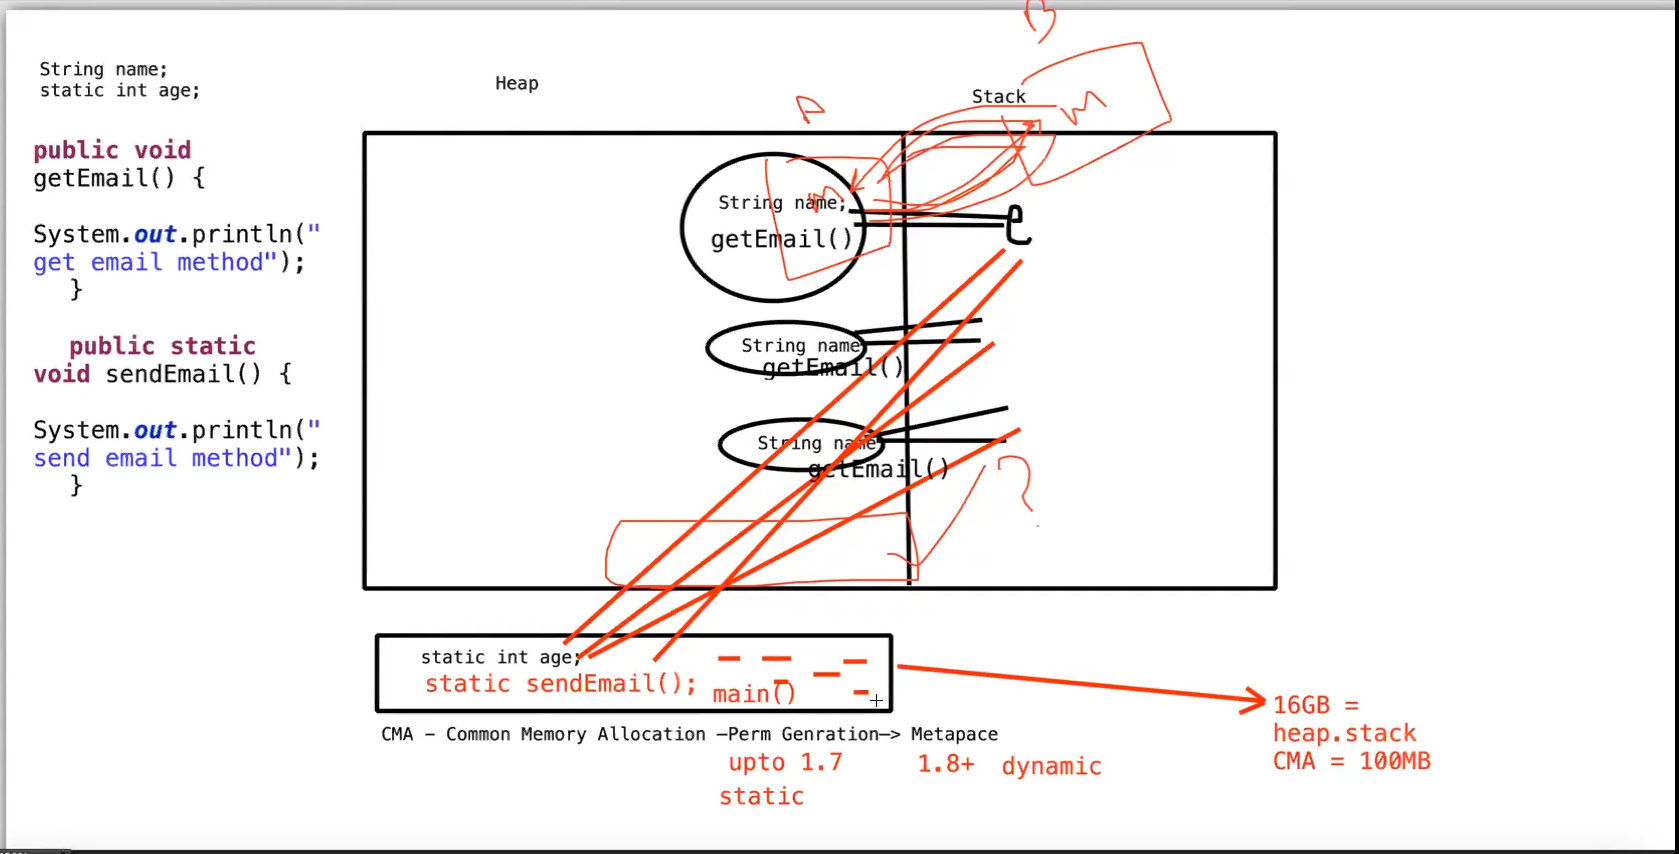 String name;
static int age;
public void
getEmail() {
System.out.println("
get email method");
}
public static
void sendEmail() {
System.out.println("
send email method");
}
Heap
Stack
B
A
m
m
String name;
getEmail()
e
String name
getEmail()
String name
getEmail()
?
static int age;
static sendEmail();
main()
CMA - Common Memory Allocation -Perm Genration-> Metapace
upto 1.7
1.8+ dynamic
static
16GB =
heap.stack
CMA = 100MB